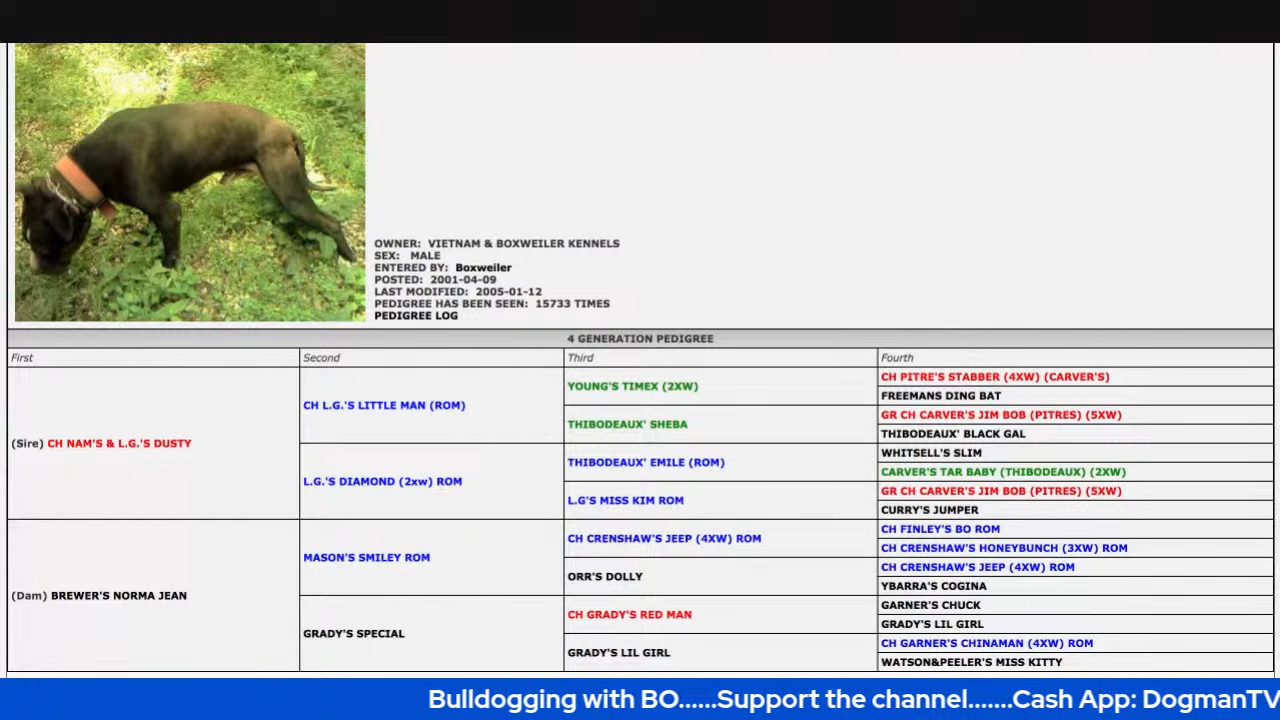 OWNER: VIETNAM & BOXWEILER KENNELS
SEX: MALE
ENTERED BY: Boxweiler
POSTED: 2001-04-09
LAST MODIFIED: 2005-01-12
PEDIGREE HAS BEEN SEEN: 15733 TIMES
PEDIGREE LOG
4 GENERATION PEDIGREE
First Second Third Fourth
(Sire) CH NAM'S & L.G.'S DUSTY
CH L.G.'S LITTLE MAN (ROM)
L.G.'S DIAMOND (2xw) ROM
YOUNG'S TIMEX (2XW)
THIBODEAUX' SHEBA
THIBODEAUX' EMILE (ROM)
L.G'S MISS KIM ROM
CH PITRE'S STABBER (4XW) (CARVER'S)
FREEMANS DING BAT
GR CH CARVER'S JIM BOB (PITRES) (5XW)
THIBODEAUX' BLACK GAL
WHITSELL'S SLIM
CARVER'S TAR BABY (THIBODEAUX) (2XW)
GR CH CARVER'S JIM BOB (PITRES) (5XW)
CURRY'S JUMPER
(Dam) BREWER'S NORMA JEAN
MASON'S SMILEY ROM
GRADY'S SPECIAL
CH CRENSHAW'S JEEP (4XW) ROM
ORR'S DOLLY
CH GRADY'S RED MAN
GRADY'S LIL GIRL
CH FINLEY'S BO ROM
CH CRENSHAW'S HONEYBUNCH (3XW) ROM
CH CRENSHAW'S JEEP (4XW) ROM
YBARRA'S COGINA
GARNER'S CHUCK
GRADY'S LIL GIRL
CH GARNER'S CHINAMAN (4XW) ROM
WATSON&PEELER'S MISS KITTY
Bulldogging with BO......Support the channel.......Cash App: DogmanTV